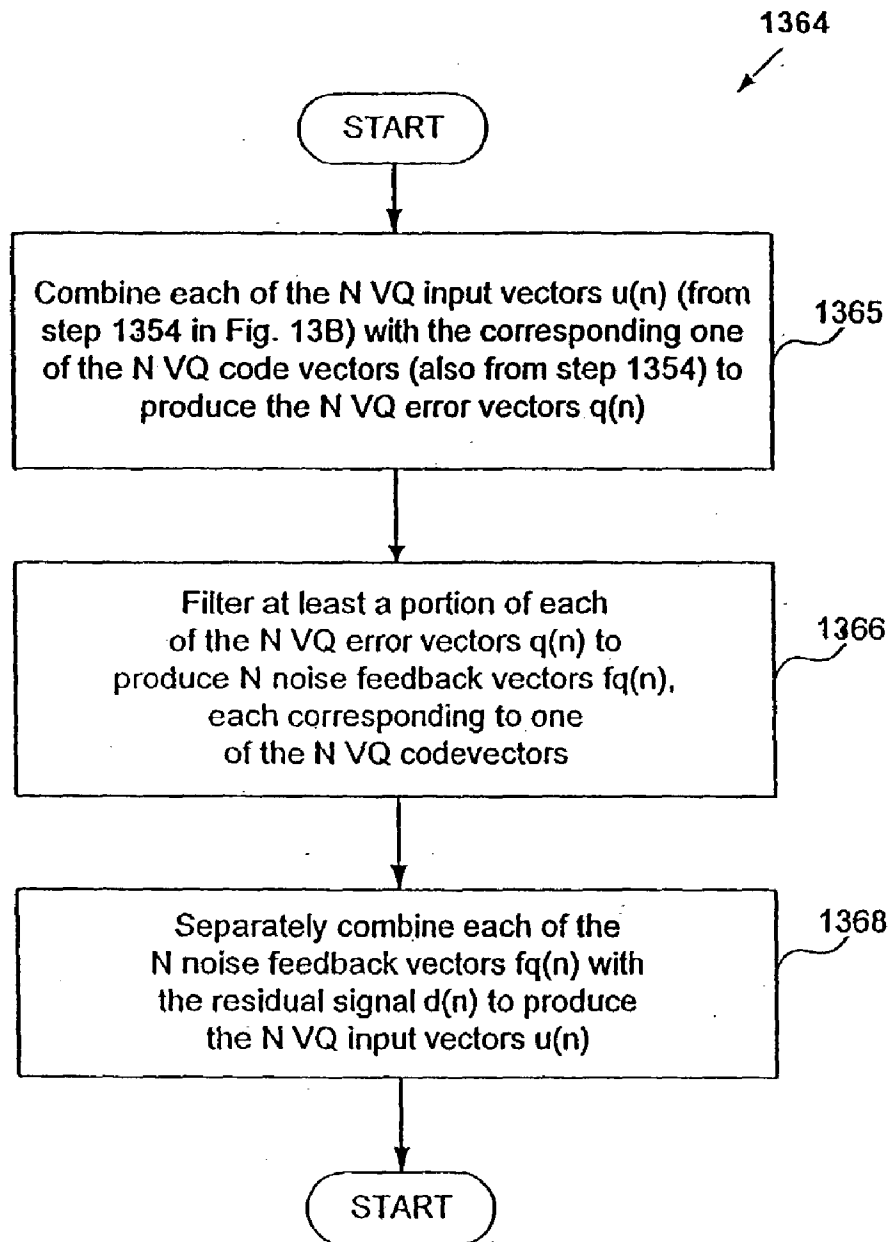 1364
START
Combine each of the N VQ input vectors u(n) (from
step 1354 in Fig. 13B) with the corresponding one
of the N VQ code vectors (also from step 1354) to
produce the N VQ error vectors q(n)
1365
Filter at least a portion of each
of the N VQ error vectors q(n) to
produce N noise feedback vectors fq(n),
each corresponding to one
of the N VQ codevectors
1366
Separately combine each of the
N noise feedback vectors fq(n) with
the residual signal d(n) to produce
the N VQ input vectors u(n)
1368
START